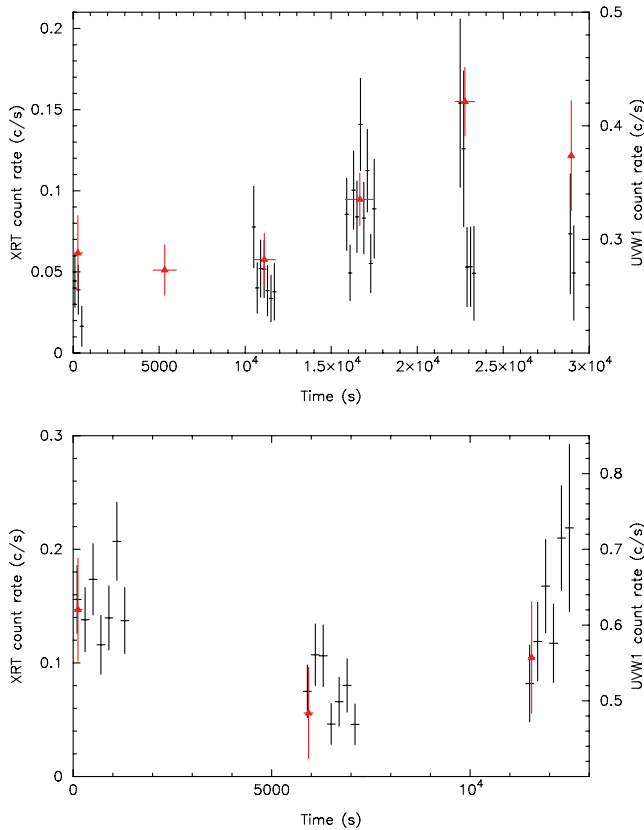 0.2
0.15
0.1
0.05
0
XRT count rate (c/s)
0.5
0.4
0.3
UVW1 count rate (c/s)
0 5000 10⁴ 1.5×10⁴ 2×10⁴ 2.5×10⁴ 3×10⁴
Time (s)
0.3
0.2
0.1
0
XRT count rate (c/s)
0.8
0.7
0.6
0.5
UVW1 count rate (c/s)
0 5000 10⁴
Time (s)